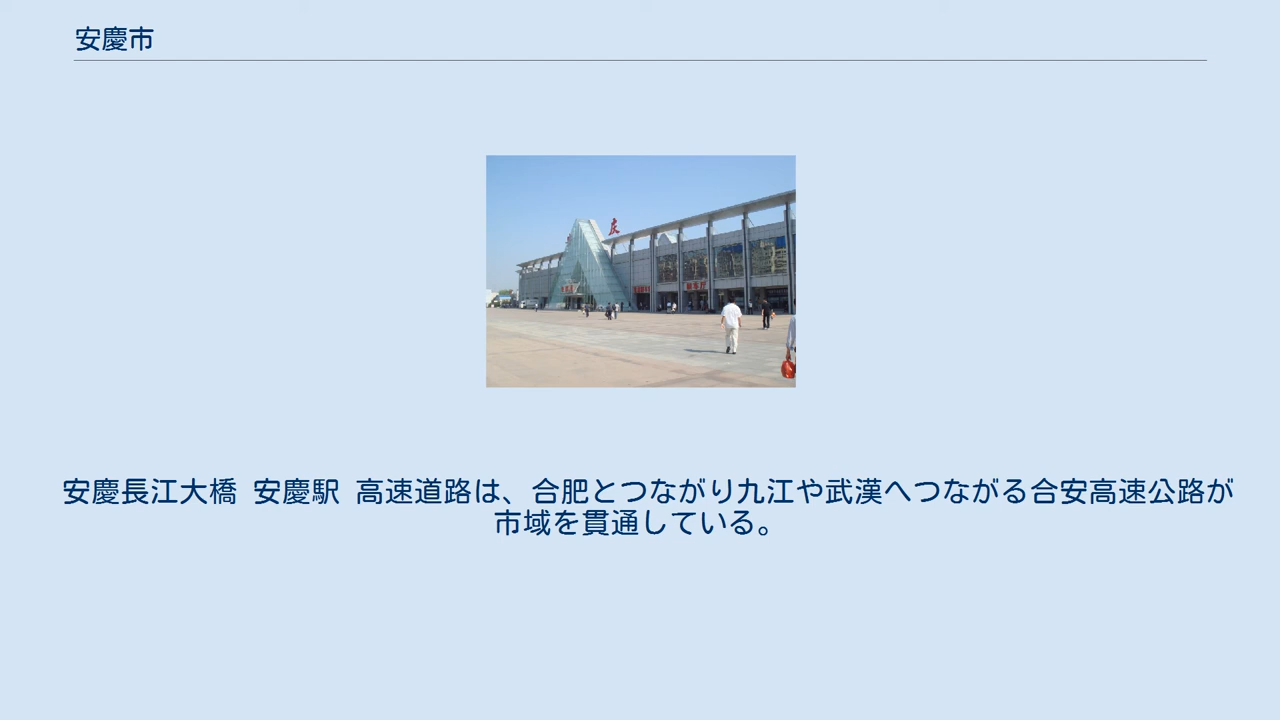 安慶市
庆
安慶長江大橋 安慶駅 高速道路は、合肥とつながり九江や武漢へつながる合安高速公路が
市域を貫通している。